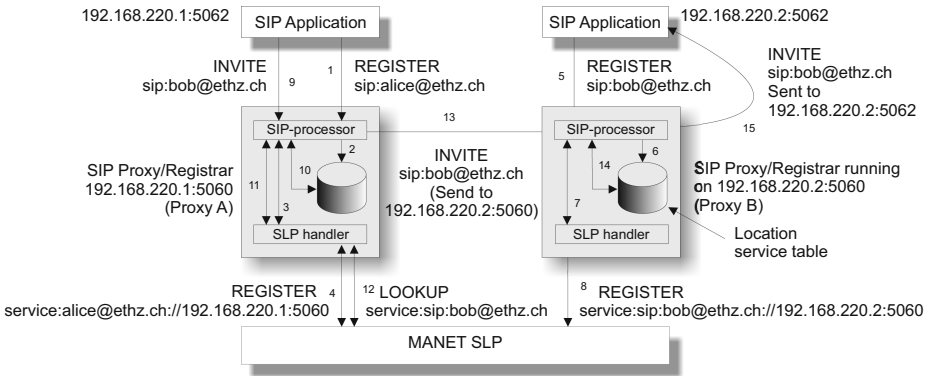 192.168.220.1:5062
SIP Application
SIP Application
192.168.220.2:5062
INVITE
sip:bob@ethz.ch
9
1
REGISTER
sip:alice@ethz.ch
5
REGISTER
sip:bob@ethz.ch
INVITE
sip:bob@ethz.ch
Sent to
192.168.220.2:5062
15
13
SIP-processor
SIP-processor
2
6
SIP Proxy/Registrar
192.168.220.1:5060
(Proxy A)
11
3
10
INVITE
sip:bob@ethz.ch
(Send to
192.168.220.2:5060)
7
14
SIP Proxy/Registrar running
on 192.168.220.2:5060
(Proxy B)
SLP handler
SLP handler
Location
service table
REGISTER
service:alice@ethz.ch://192.168.220.1:5060
4
12
LOOKUP
service:sip:bob@ethz.ch
8
REGISTER
service:sip:bob@ethz.ch://192.168.220.2:5060
MANET SLP